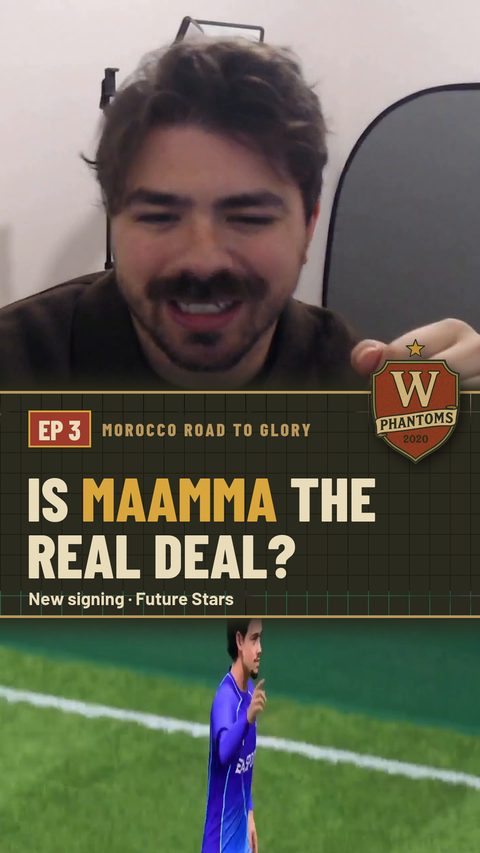 EP 3 MOROCCO ROAD TO GLORY
W
PHANTOMS
2020
IS MAAMMA THE
REAL DEAL?
New signing · Future Stars